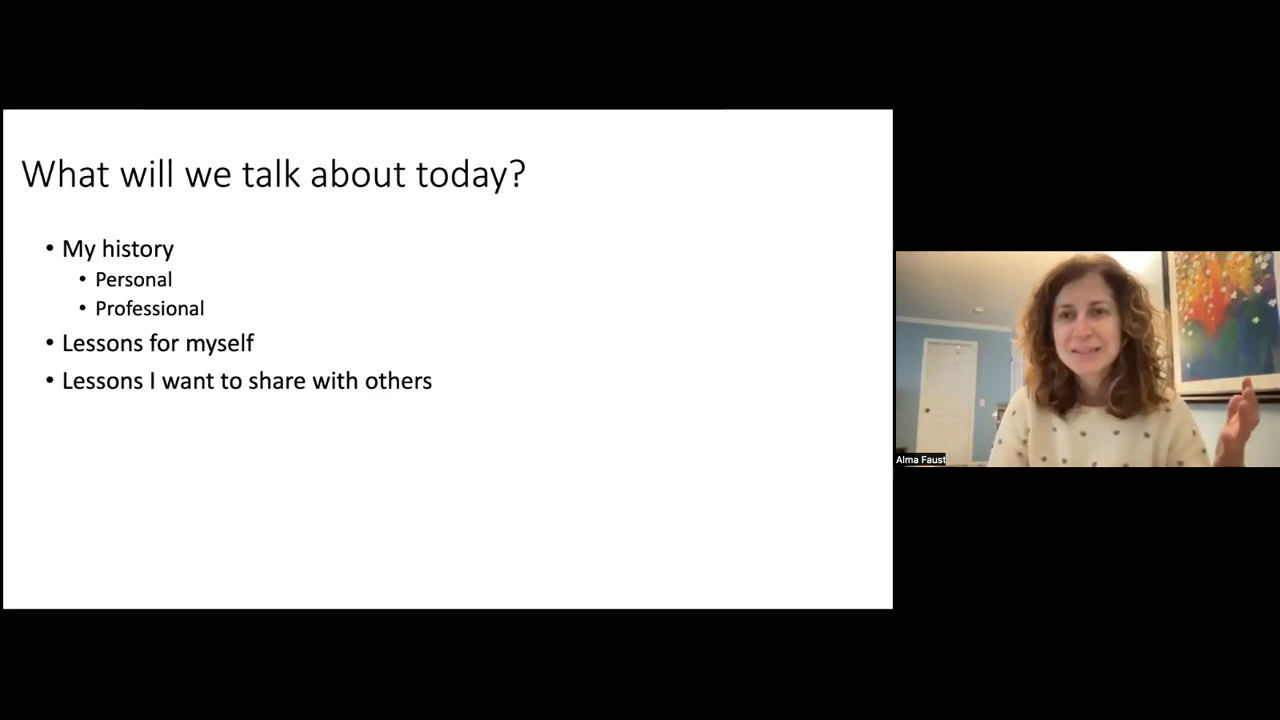 What will we talk about today?
• My history
• Personal
• Professional
• Lessons for myself
• Lessons I want to share with others
Alma Faust